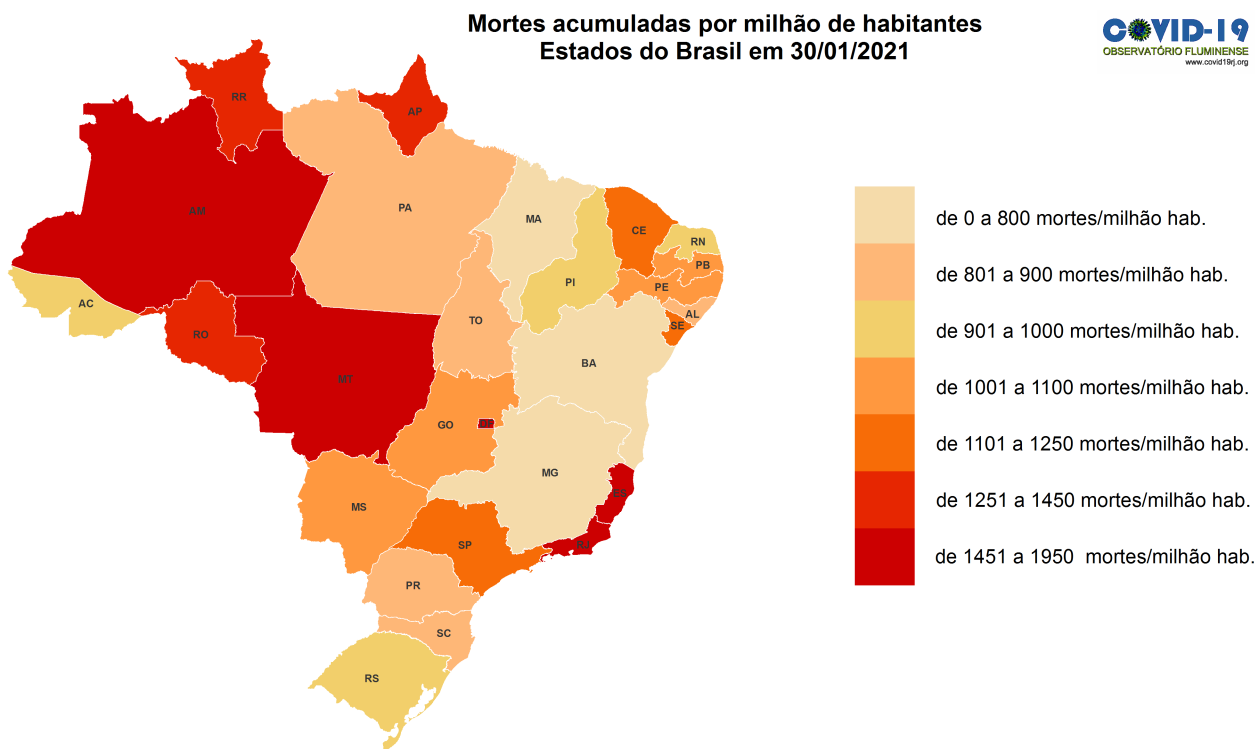 Mortes acumuladas por milhão de habitantes
Estados do Brasil em 30/01/2021
COVID-19
OBSERVATÓRIO FLUMINENSE
www.covid19rj.org
RR
AP
AM
PA
MA
CE
RN
PB
PI
PE
AC
AL
TO
SE
RO
BA
MT
GO
DF
MG
ES
MS
SP
RJ
PR
SC
RS
de 0 a 800 mortes/milhão hab.
de 801 a 900 mortes/milhão hab.
de 901 a 1000 mortes/milhão hab.
de 1001 a 1100 mortes/milhão hab.
de 1101 a 1250 mortes/milhão hab.
de 1251 a 1450 mortes/milhão hab.
de 1451 a 1950 mortes/milhão hab.